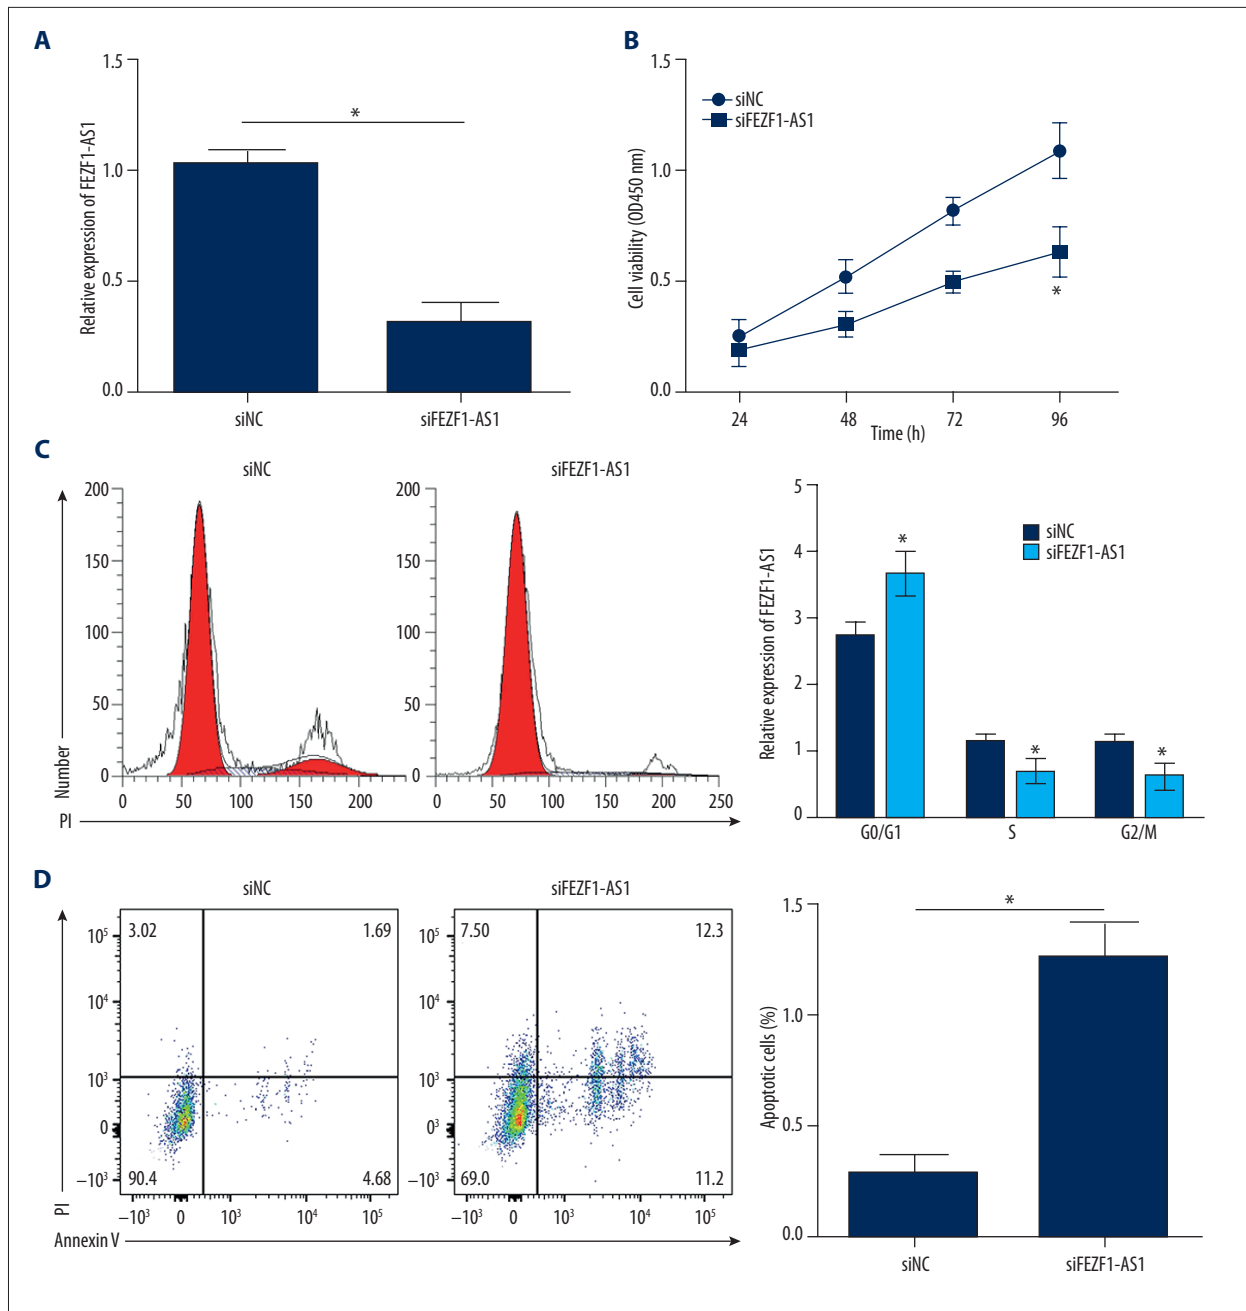 A
1.5
1.0
0.5
0.0
Relative expression of FEZF1-AS1
*
siNC
siFEZF1-AS1
B
1.5
1.0
0.5
0.0
Cell viability (OD450 nm)
siNC
siFEZF1-AS1
*
24
48
72
96
Time (h)
C
siNC
200
150
100
50
0
Number
0
50
100
150
200
PI
siFEZF1-AS1
200
150
100
50
0
0
50
100
150
200
250
5
4
3
2
1
0
Relative expression of FEZF1-AS1
siNC
siFEZF1-AS1
*
*
*
G0/G1
S
G2/M
D
siNC
3.02
1.69
90.4
4.68
10⁵
10⁴
10³
0
−10³
PI
−10³
0
10³
10⁴
10⁵
Annexin V
siFEZF1-AS1
7.50
12.3
69.0
11.2
10⁵
10⁴
10³
0
−10³
−10³
0
10³
10⁴
10⁵
1.5
1.0
0.5
0.0
Apoptotic cells (%)
*
siNC
siFEZF1-AS1